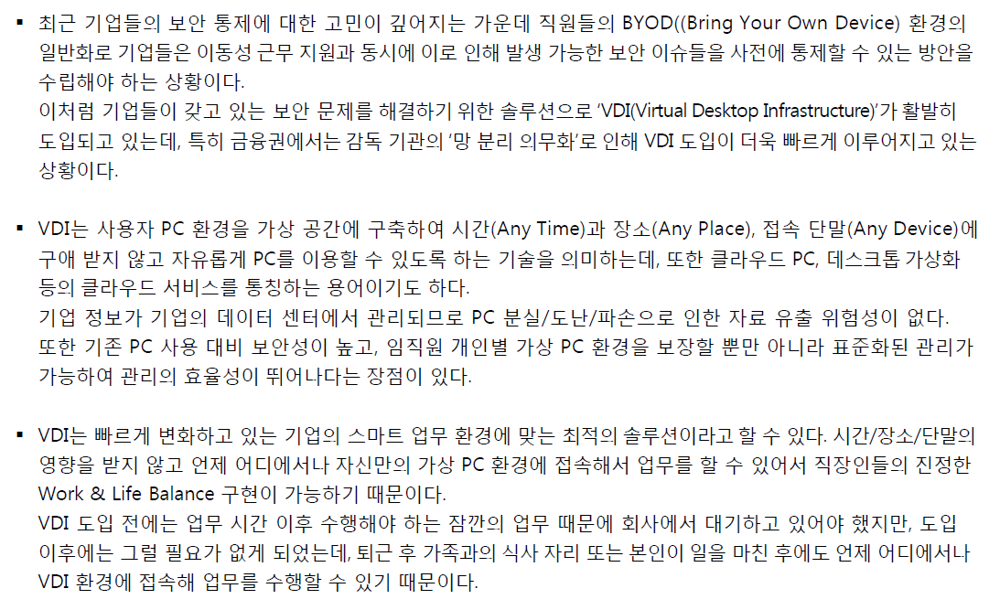 ▪ 최근 기업들의 보안 통제에 대한 고민이 깊어지는 가운데 직원들의 BYOD((Bring Your Own Device) 환경의
일반화로 기업들은 이동성 근무 지원과 동시에 이로 인해 발생 가능한 보안 이슈들을 사전에 통제할 수 있는 방안을
수립해야 하는 상황이다.
이처럼 기업들이 갖고 있는 보안 문제를 해결하기 위한 솔루션으로 ‘VDI(Virtual Desktop Infrastructure)‘가 활발히
도입되고 있는데, 특히 금융권에서는 감독 기관의 ‘망 분리 의무화’로 인해 VDI 도입이 더욱 빠르게 이루어지고 있는
상황이다.
▪ VDI는 사용자 PC 환경을 가상 공간에 구축하여 시간(Any Time)과 장소(Any Place), 접속 단말(Any Device)에
구애 받지 않고 자유롭게 PC를 이용할 수 있도록 하는 기술을 의미하는데, 또한 클라우드 PC, 데스크톱 가상화
등의 클라우드 서비스를 통칭하는 용어이기도 하다.
기업 정보가 기업의 데이터 센터에서 관리되므로 PC 분실/도난/파손으로 인한 자료 유출 위험성이 없다.
또한 기존 PC 사용 대비 보안성이 높고, 임직원 개인별 가상 PC 환경을 보장할 뿐만 아니라 표준화된 관리가
가능하여 관리의 효율성이 뛰어나다는 장점이 있다.
▪ VDI는 빠르게 변화하고 있는 기업의 스마트 업무 환경에 맞는 최적의 솔루션이라고 할 수 있다. 시간/장소/단말의
영향을 받지 않고 언제 어디에서나 자신만의 가상 PC 환경에 접속해서 업무를 할 수 있어서 직장인들의 진정한
Work & Life Balance 구현이 가능하기 때문이다.
VDI 도입 전에는 업무 시간 이후 수행해야 하는 잠깐의 업무 때문에 회사에서 대기하고 있어야 했지만, 도입
이후에는 그럴 필요가 없게 되었는데, 퇴근 후 가족과의 식사 자리 또는 본인이 일을 마친 후에도 언제 어디에서나
VDI 환경에 접속해 업무를 수행할 수 있기 때문이다.